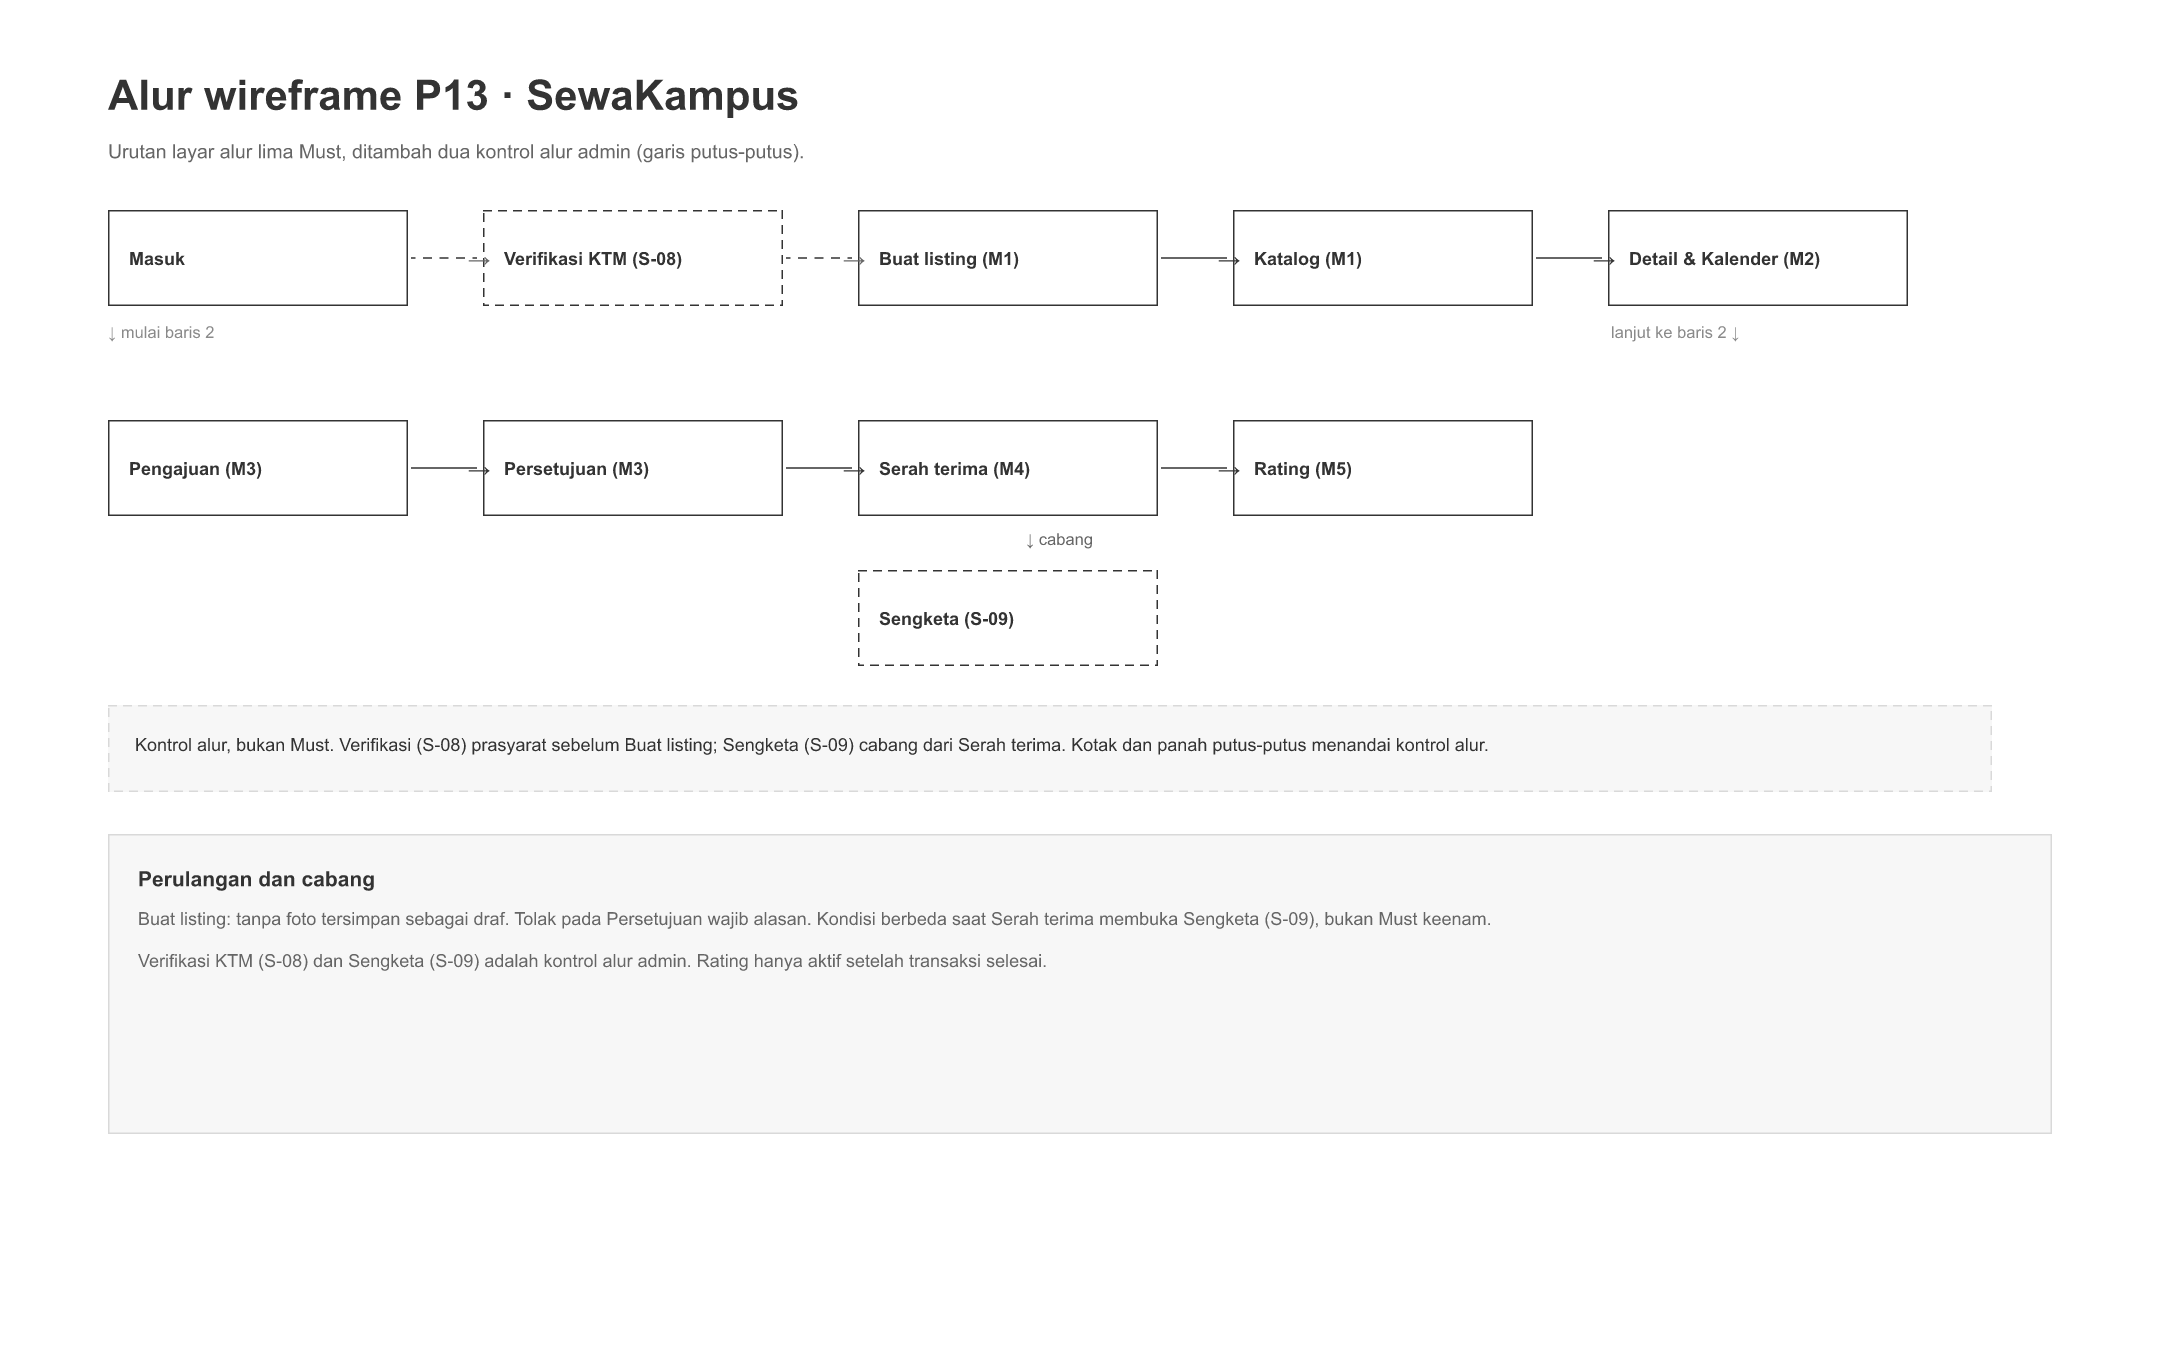 Alur wireframe P13 · SewaKampus
Urutan layar alur lima Must, ditambah dua kontrol alur admin (garis putus-putus).
Masuk
→ Verifikasi KTM (S-08)
→ Buat listing (M1)
→ Katalog (M1)
→ Detail & Kalender (M2)
↓ mulai baris 2
lanjut ke baris 2 ↓
Pengajuan (M3)
→ Persetujuan (M3)
→ Serah terima (M4)
→ Rating (M5)
↓ cabang
Sengketa (S-09)
Kontrol alur, bukan Must. Verifikasi (S-08) prasyarat sebelum Buat listing; Sengketa (S-09) cabang dari Serah terima. Kotak dan panah putus-putus menandai kontrol alur.
Perulangan dan cabang
Buat listing: tanpa foto tersimpan sebagai draf. Tolak pada Persetujuan wajib alasan. Kondisi berbeda saat Serah terima membuka Sengketa (S-09), bukan Must keenam.
Verifikasi KTM (S-08) dan Sengketa (S-09) adalah kontrol alur admin. Rating hanya aktif setelah transaksi selesai.